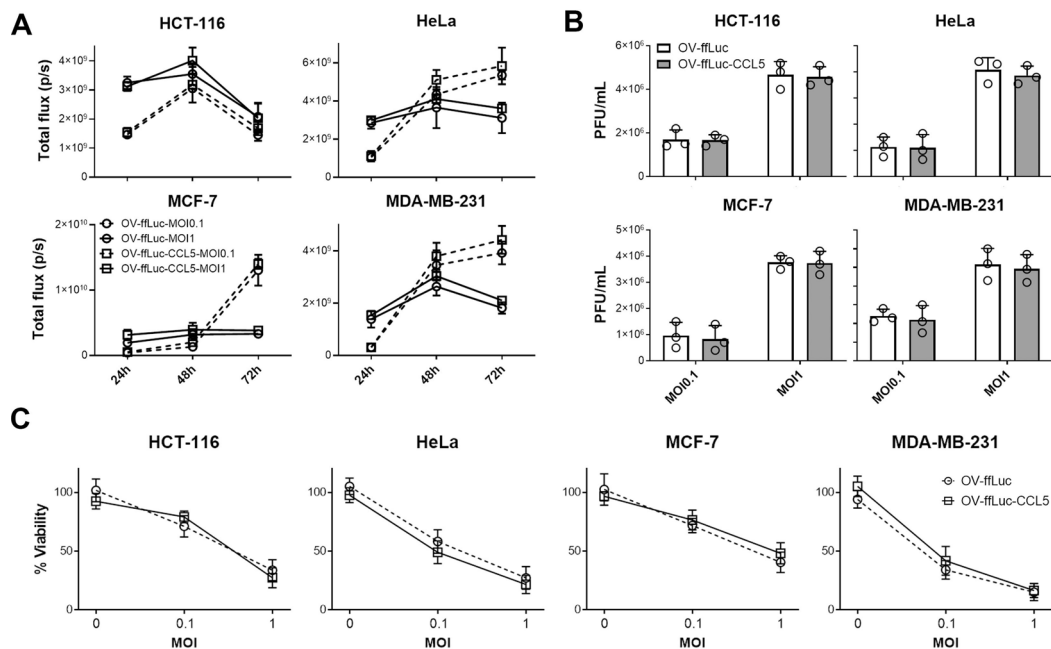 A
HCT-116
HeLa
Total flux (p/s)
4×10⁹
3×10⁹
2×10⁹
1×10⁹
0
9×10⁹
6×10⁹
3×10⁹
0
MCF-7
MDA-MB-231
Total flux (p/s)
2×10¹⁰
1×10¹⁰
0
OV-ffLuc-MOI0.1
OV-ffLuc-MOI1
OV-ffLuc-CCL5-MOI0.1
OV-ffLuc-CCL5-MOI1
4×10⁹
2×10⁹
0
24h
48h
72h
24h
48h
72h
B
HCT-116
HeLa
PFU/mL
6×10⁶
4×10⁶
2×10⁶
0
OV-ffLuc
OV-ffLuc-CCL5
MCF-7
MDA-MB-231
PFU/mL
5×10⁶
4×10⁶
3×10⁶
2×10⁶
1×10⁶
0
MOI0.1
MOI1
MOI0.1
MOI1
C
HCT-116
HeLa
MCF-7
MDA-MB-231
% Viability
100
50
0
0 0.1 1
MOI
100
50
0
0 0.1 1
MOI
100
50
0
0 0.1 1
MOI
OV-ffLuc
OV-ffLuc-CCL5
100
50
0
0 0.1 1
MOI